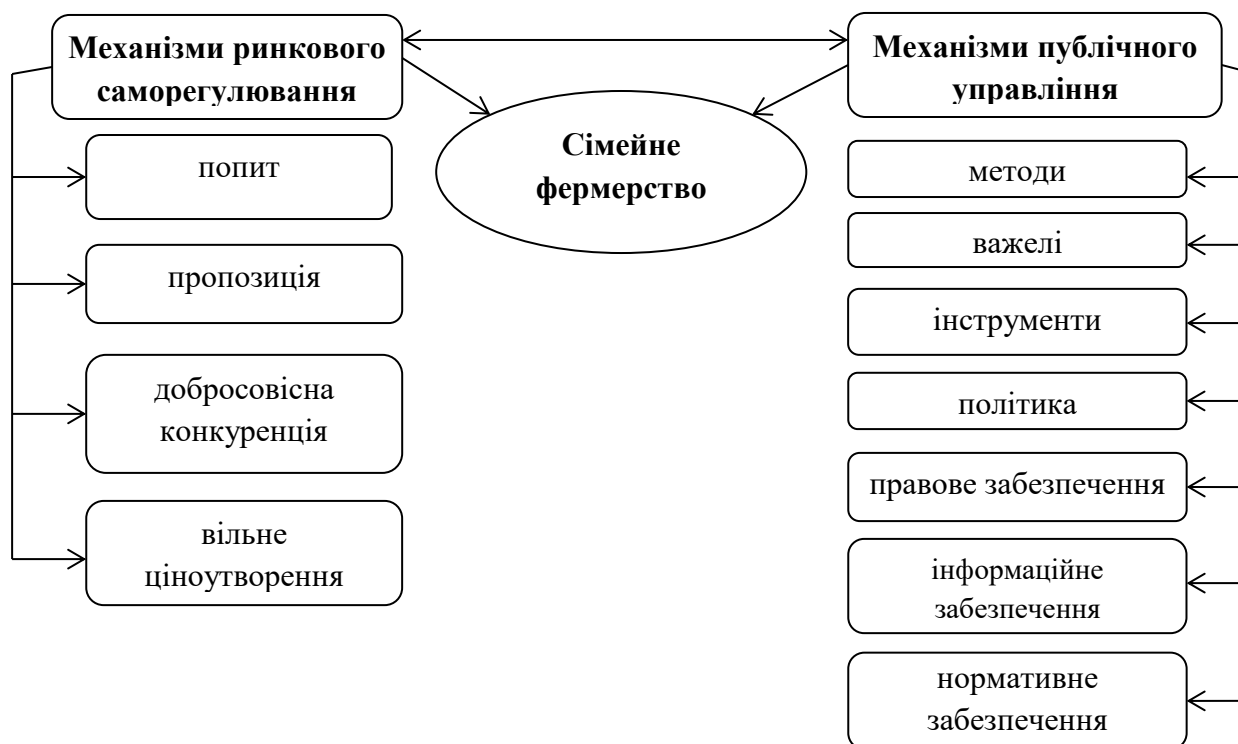 Механізми ринкового
саморегулювання
Механізми публічного
управління
Сімейне
фермерство
попит
пропозиція
добросовісна
конкуренція
вільне
ціноутворення
методи
важелі
інструменти
політика
правове забезпечення
інформаційне
забезпечення
нормативне
забезпечення